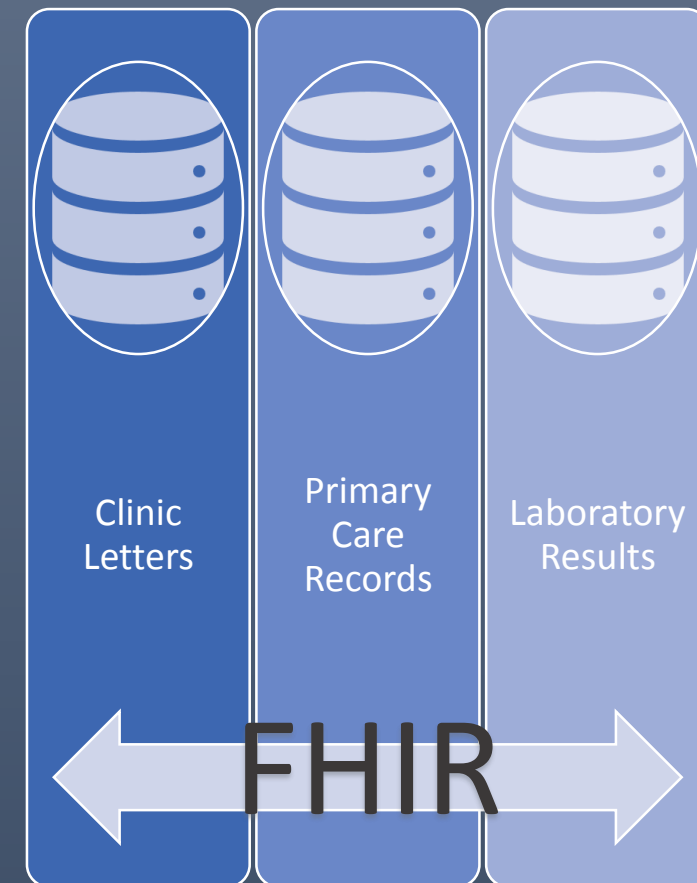 Clinic
Letters
Primary
Care
Records
Laboratory
Results
FHIR